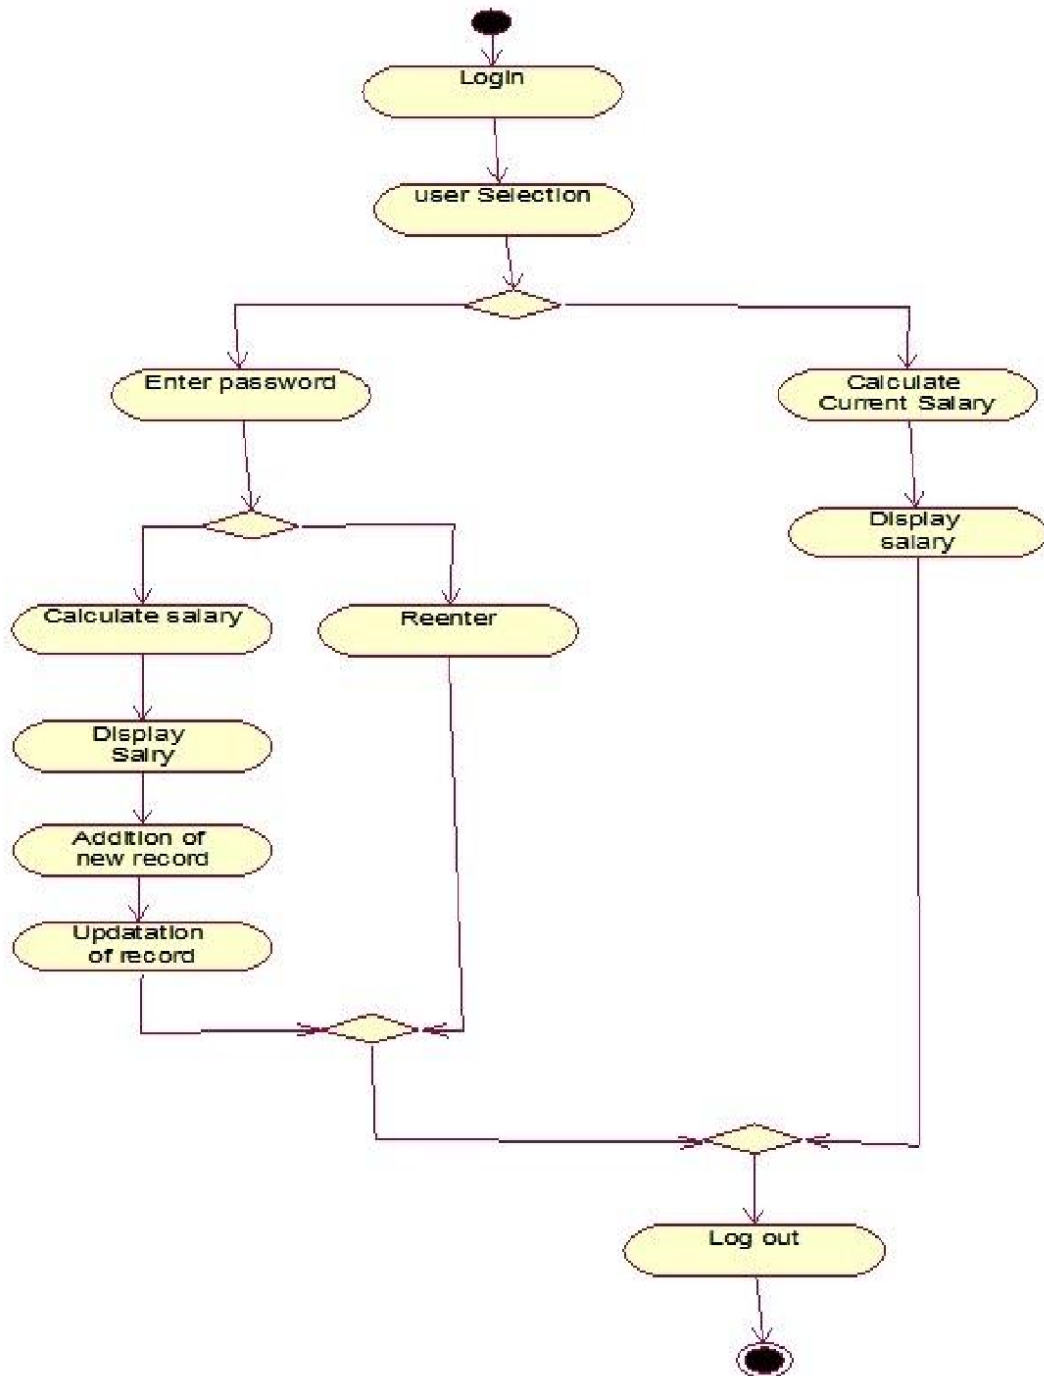 Login
user Selection
Enter password
Calculate
Current Salary
Display
salary
Calculate salary
Reenter
Display
Salry
Addition of
new record
Updatation
of record
Log out